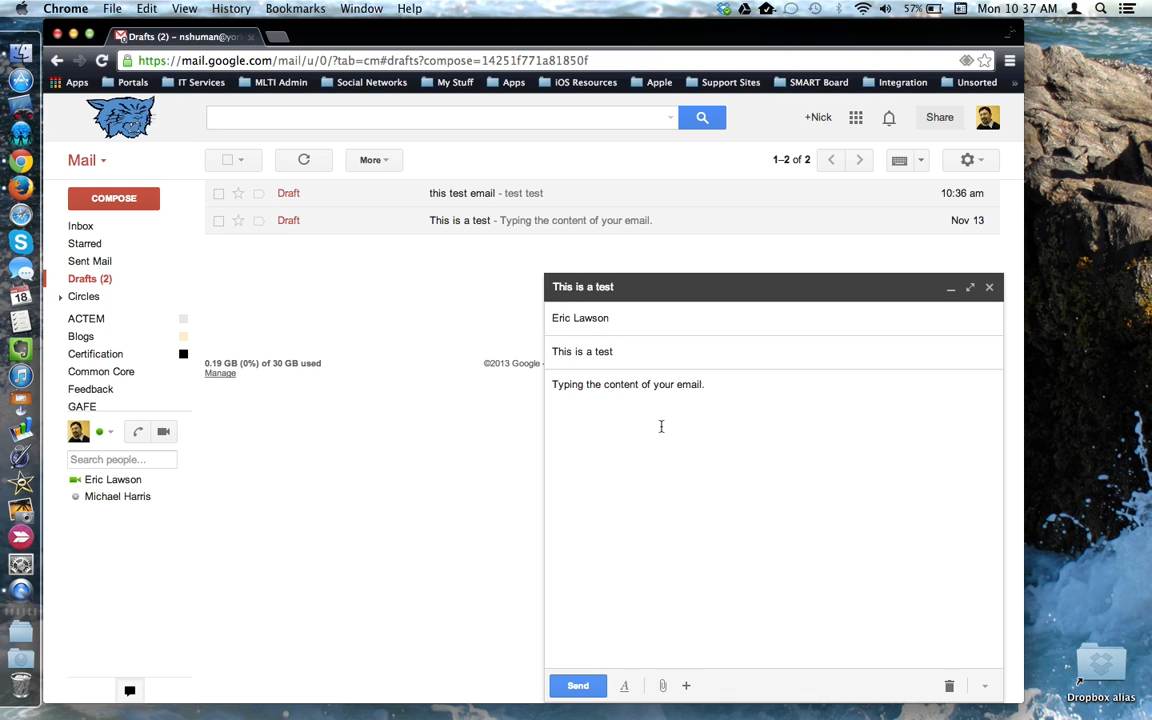 Chrome File Edit View History Bookmarks Window Help 57% Mon 10:37 AM
Drafts (2) – nshuman@yor
https://mail.google.com/mail/u/0/?tab=cm#drafts?compose=14251f771a81850f
Apps Portals IT Services MLTI Admin Social Networks My Stuff Apps iOS Resources Apple Support Sites SMART Board Integration Unsorted »
+Nick Share
Mail More 1–2 of 2
COMPOSE
Draft this test email - test test 10:36 am
Draft This is a test - Typing the content of your email. Nov 13
Inbox
Starred
Sent Mail
Drafts (2)
Circles
ACTEM
Blogs
Certification
Common Core
Feedback
GAFE
Search people...
Eric Lawson
Michael Harris
0.19 GB (0%) of 30 GB used
Manage
©2013 Google -
This is a test
Eric Lawson
This is a test
Typing the content of your email.
Send A
18
Dropbox alias